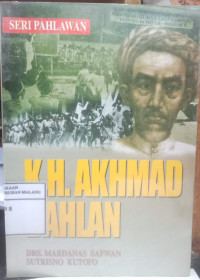 SERI PAHLAWAN
K.H. AKHMAD
DAHLAN
DRS. MARDANAS SAFWAN
SUTRISNO KUTOYO